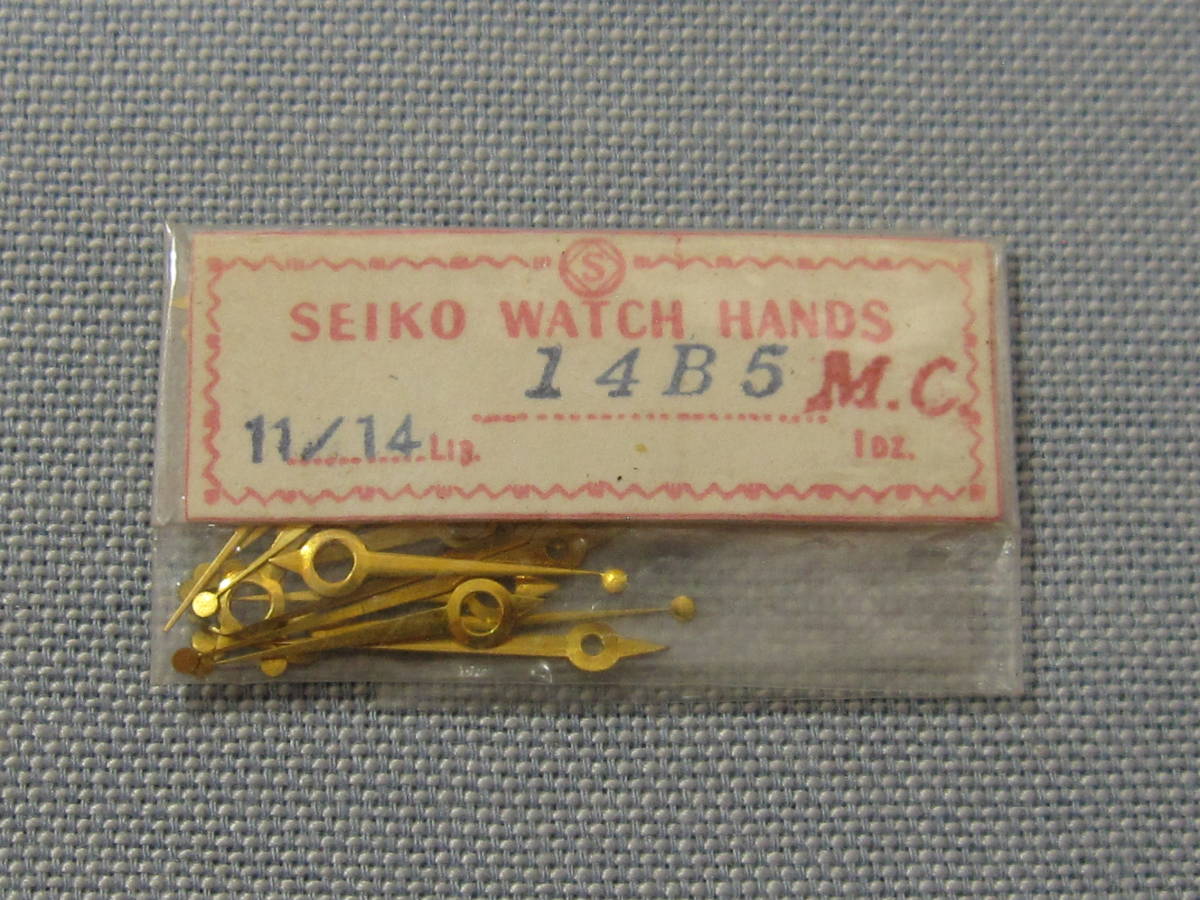 S
SEIKO WATCH HANDS
14B5 M.C.
11/14 Lig. 1 DZ.